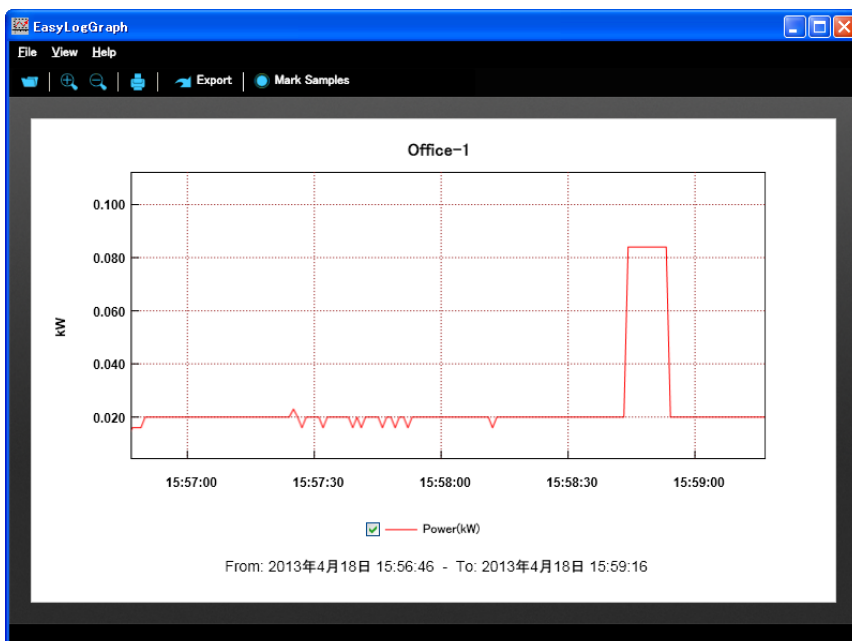 EasyLogGraph
File View Help
Export Mark Samples
Office-1
kW
0.100
0.080
0.060
0.040
0.020
15:57:00 15:57:30 15:58:00 15:58:30 15:59:00
Power(kW)
From: 2013年4月18日 15:56:46 - To: 2013年4月18日 15:59:16